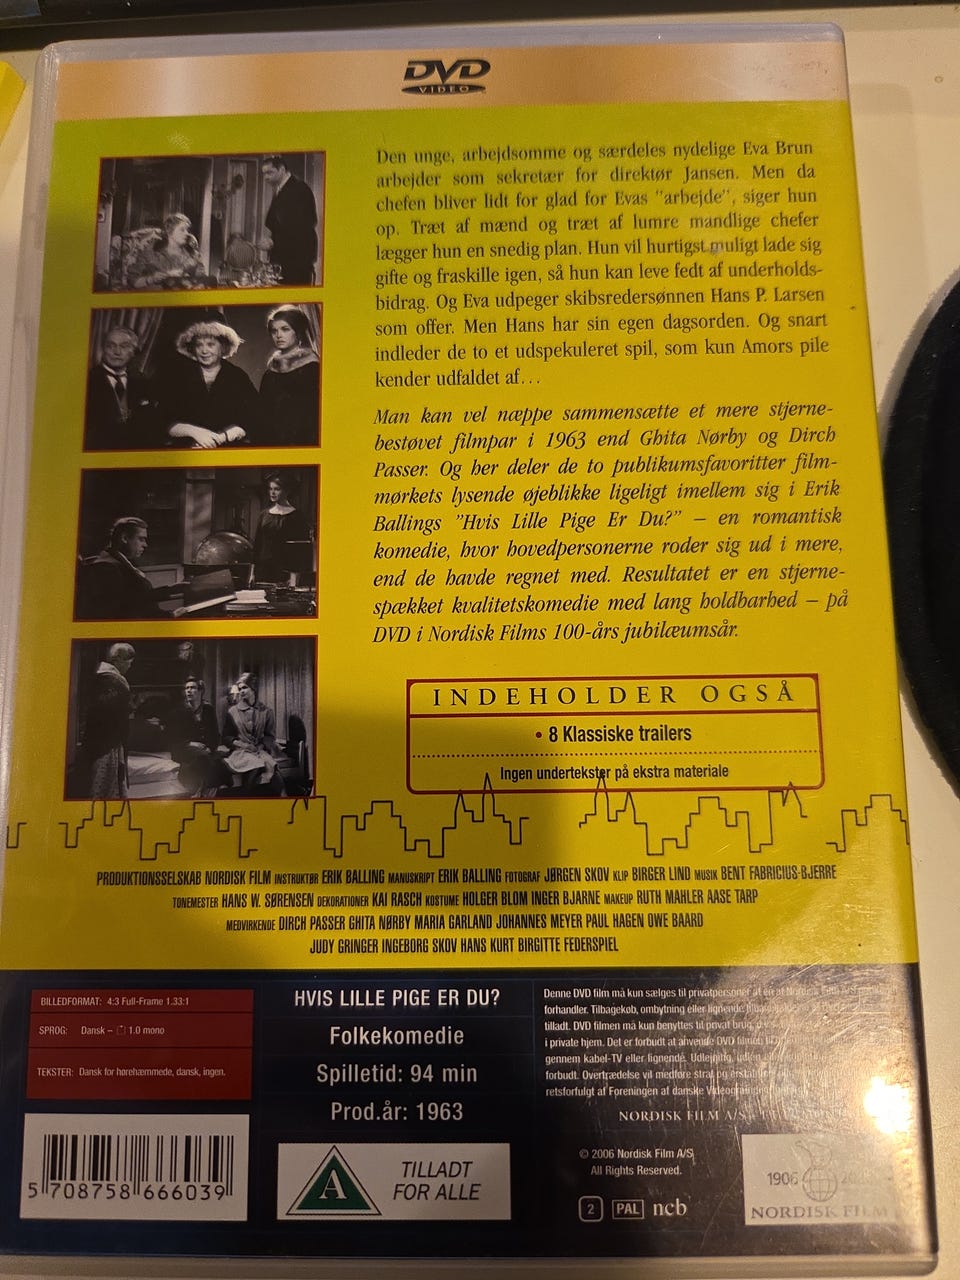 DVD
VIDEO
Den unge, arbejdsomme og særdeles nydelige Eva Brun
arbejder som sekretær for direktør Jansen. Men da
chefen bliver lidt for glad for Evas "arbejde", siger hun
op. Træt af mænd og træt af lumre mandlige chefer
lægger hun en snedig plan. Hun vil hurtigst muligt lade sig
gifte og fraskille igen, så hun kan leve fedt af underholds-
bidrag. Og Eva udpeger skibsredersønnen Hans P. Larsen
som offer. Men Hans har sin egen dagsorden. Og snart
indleder de to et udspekuleret spil, som kun Amors pile
kender udfaldet af...
Man kan vel næppe sammensætte et mere stjerne-
bestøvet filmpar i 1963 end Ghita Nørby og Dirch
Passer. Og her deler de to publikumsfavoritter film-
mørkets lysende øjeblikke ligeligt imellem sig i Erik
Ballings "Hvis Lille Pige Er Du?" – en romantisk
komedie, hvor hovedpersonerne roder sig ud i mere,
end de havde regnet med. Resultatet er en stjerne-
spækket kvalitetskomedie med lang holdbarhed – på
DVD i Nordisk Films 100-års jubilæumsår.
INDEHOLDER OGSÅ
• 8 Klassiske trailers
Ingen undertekster på ekstra materiale
PRODUKTIONSSELSKAB NORDISK FILM INSTRUKTØR ERIK BALLING MANUSKRIPT ERIK BALLING FOTOGRAF JØRGEN SKOV KLIP BIRGER LIND MUSIK BENT FABRICIUS-BJERRE
TONEMESTER HANS W. SØRENSEN DEKORATIONER KAI RASCH KOSTUME HOLGER BLOM INGER BJARNE MAKEUP RUTH MAHLER AASE TARP
MEDVIRKENDE DIRCH PASSER GHITA NØRBY MARIA GARLAND JOHANNES MEYER PAUL HAGEN OWE BAARD
JUDY GRINGER INGEBORG SKOV HANS KURT BIRGITTE FEDERSPIEL
BILLEDFORMAT: 4:3 Full-Frame 1.33:1
SPROG: Dansk – 1.0 mono
TEKSTER: Dansk for hørehæmmede, dansk, ingen.
HVIS LILLE PIGE ER DU?
Folkekomedie
Spilletid: 94 min
Prod.år: 1963
Denne DVD film må kun sælges til privatpersoner af en af Nordisk Film
forhandler. Tilbagekøb, ombytning eller lignende
tilladt. DVD filmen må kun benyttes til privat brug,
i private hjem. Det er forbudt at anvende DVD filmen til
gennem kabel-TV eller lignende. Udlejning,
forbudt. Overtrædelse vil medføre straf og
retsforfulgt af Foreningen af danske Videogram
NORDISK FILM A/S
5 708758 666039
A
TILLADT
FOR ALLE
© 2006 Nordisk Film A/S
All Rights Reserved.
2 PAL ncb
1906
NORDISK FILM